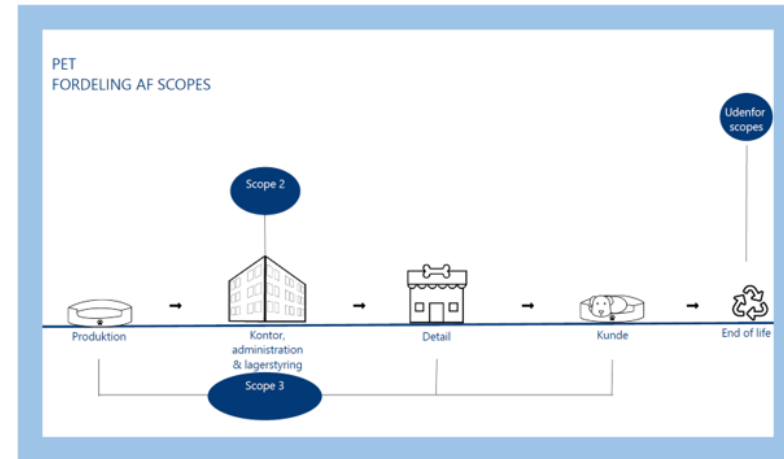 PET
FORDELING AF SCOPES
Udenfor
scopes
Scope 2
Produktion
Kontor,
administration
& lagerstyring
Detail
Kunde
End of life
Scope 3